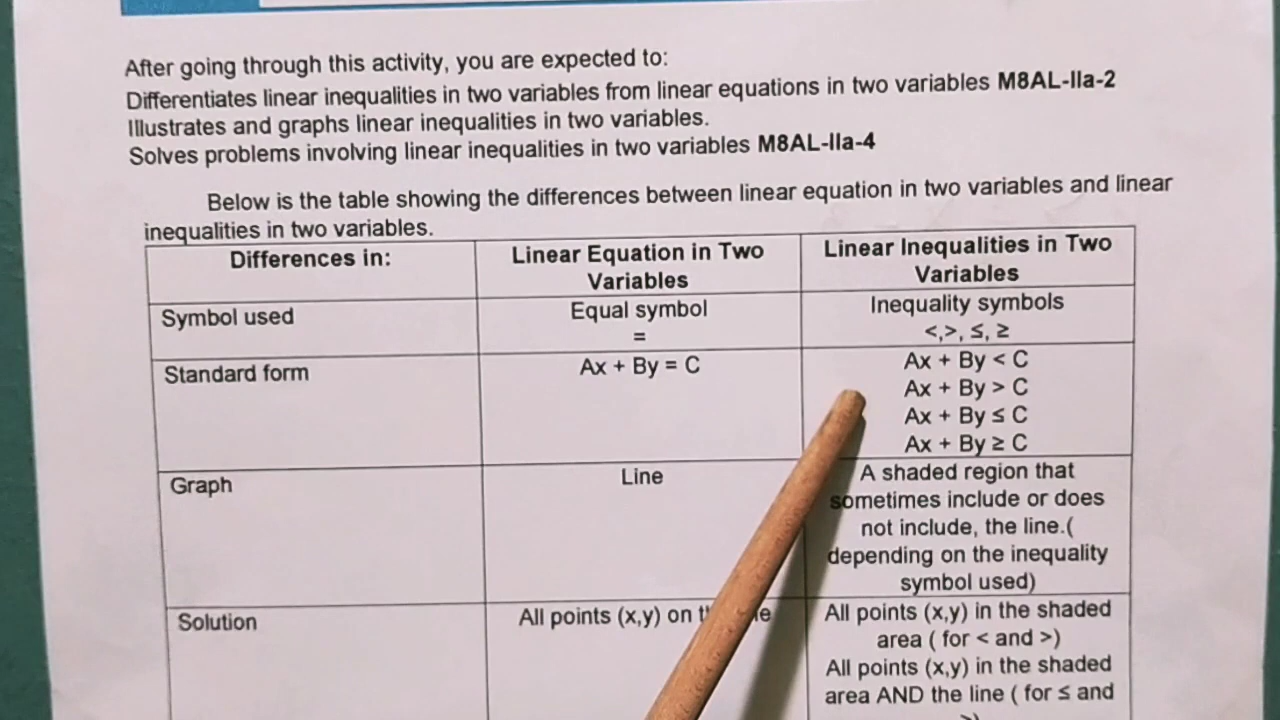 After going through this activity, you are expected to:
Differentiates linear inequalities in two variables from linear equations in two variables M8AL-IIa-2
Illustrates and graphs linear inequalities in two variables.
Solves problems involving linear inequalities in two variables M8AL-IIa-4
Below is the table showing the differences between linear equation in two variables and linear
inequalities in two variables.
Differences in:
Linear Equation in Two
Variables
Linear Inequalities in Two
Variables
Symbol used
Equal symbol
=
Inequality symbols
<,>, ≤, ≥
Standard form
Ax + By = C
Ax + By < C
Ax + By > C
Ax + By ≤ C
Ax + By ≥ C
Graph
Line
A shaded region that
sometimes include or does
not include, the line.(
depending on the inequality
symbol used)
Solution
All points (x,y) on
All points (x,y) in the shaded
area ( for < and >)
All points (x,y) in the shaded
area AND the line ( for ≤ and